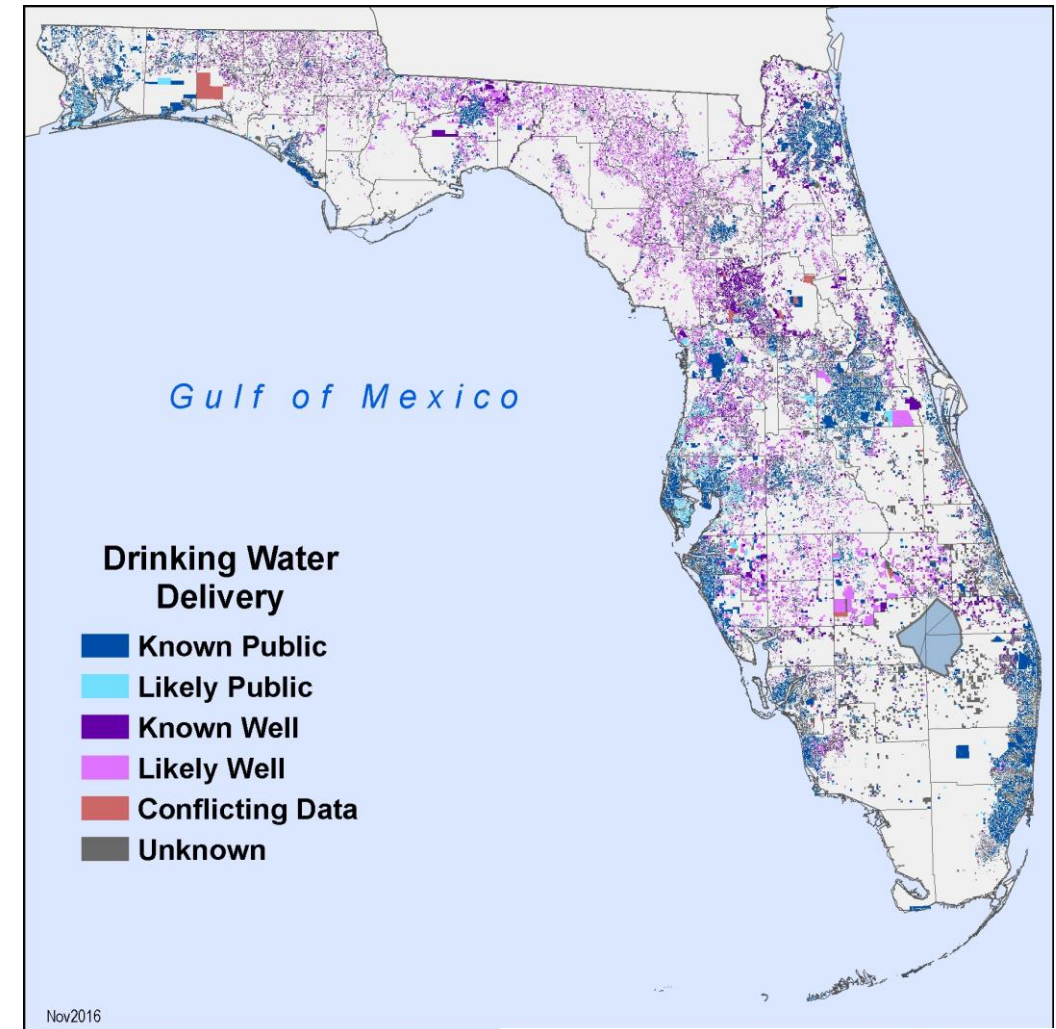 Gulf of Mexico
Drinking Water
Delivery
Known Public
Likely Public
Known Well
Likely Well
Conflicting Data
Unknown
Nov2016